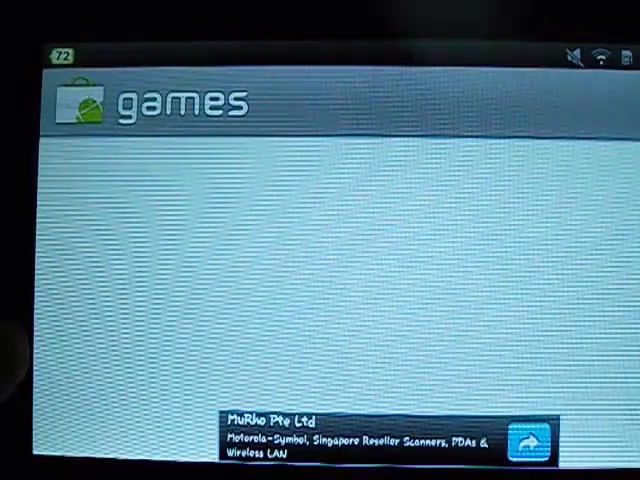 72
games
MuRho Pte Ltd
Motorola-Symbol, Singapore Reseller Scanners, PDAs &
Wireless LAN